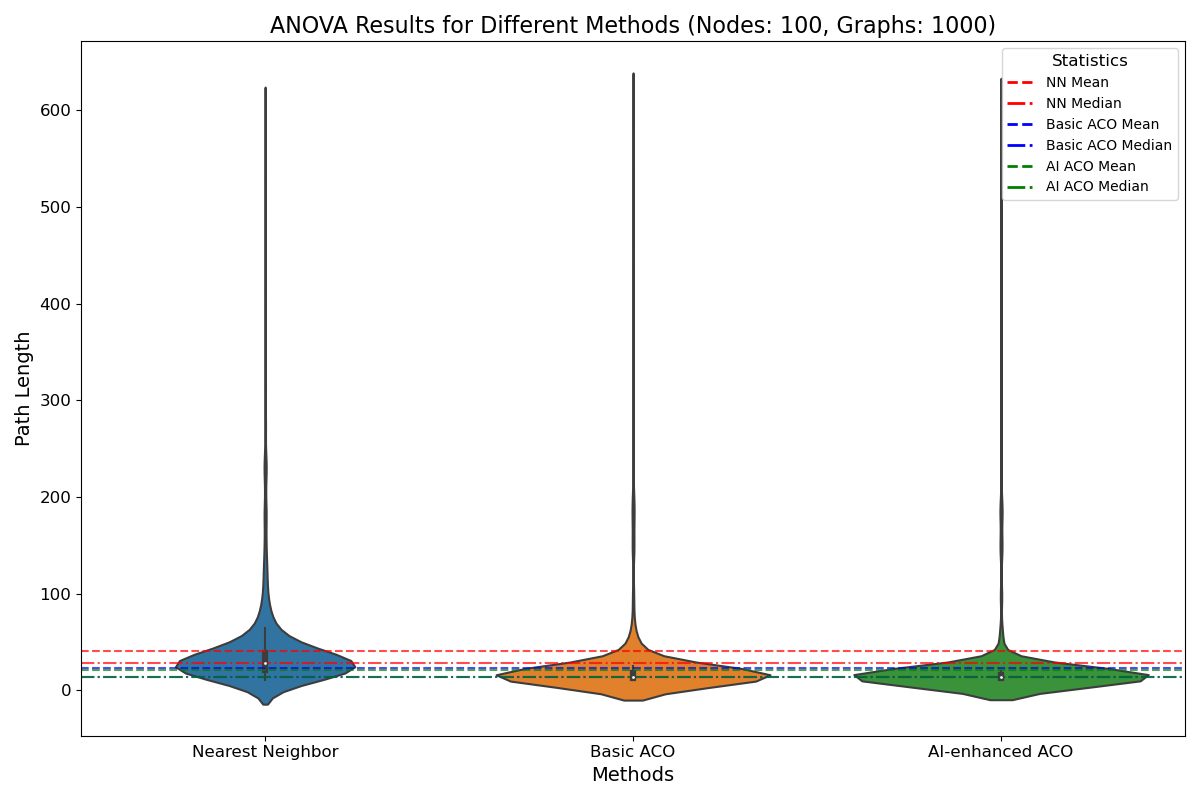 ANOVA Results for Different Methods (Nodes: 100, Graphs: 1000)
Statistics
NN Mean
NN Median
Basic ACO Mean
Basic ACO Median
AI ACO Mean
AI ACO Median
Path Length
600
500
400
300
200
100
0
Nearest Neighbor
Basic ACO
AI-enhanced ACO
Methods